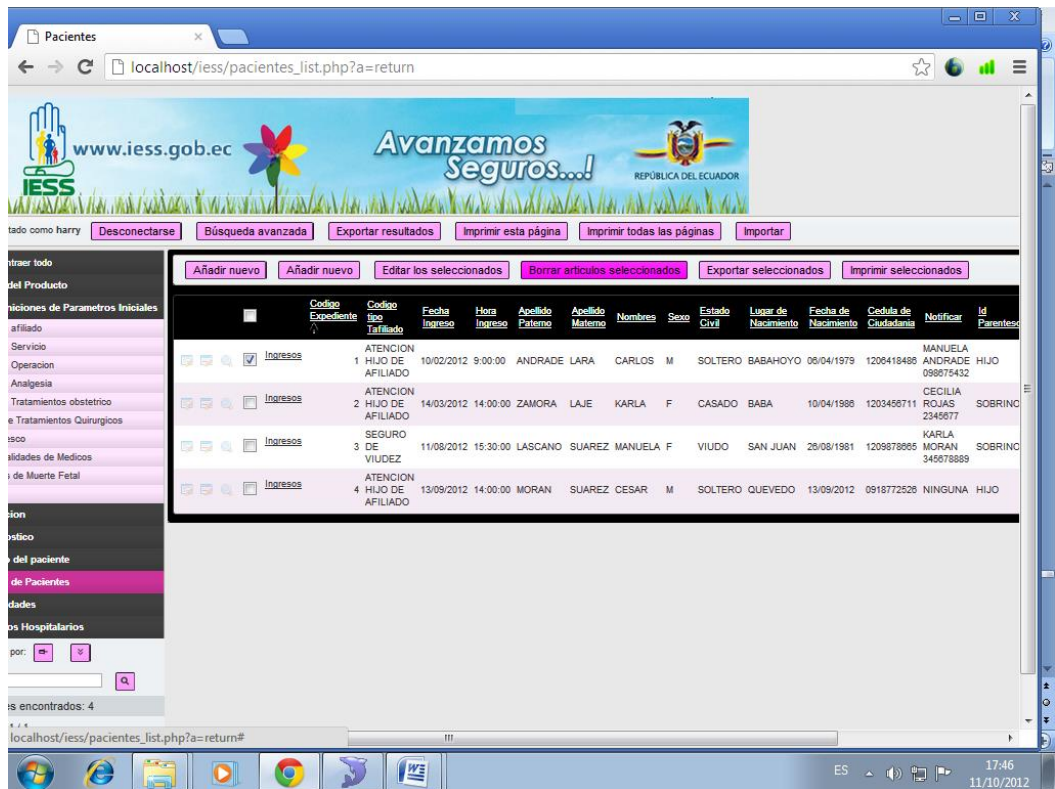 Pacientes
localhost/iess/pacientes_list.php?a=return
www.iess.gob.ec
IESS
Avanzamos
Seguros...!
REPÚBLICA DEL ECUADOR
tado como harry Desconectarse Búsqueda avanzada Exportar resultados Imprimir esta página Imprimir todas las páginas Importar
ntraer todo
del Producto
niciones de Parametros Iniciales
afiliado
Servicio
Operacion
Analgesia
Tratamientos obstetrico
e Tratamientos Quirurgicos
esco
alidades de Medicos
de Muerte Fetal
cion
ostico
del paciente
de Pacientes
dades
os Hospitalarios
por:
es encontrados: 4
Añadir nuevo Añadir nuevo Editar los seleccionados Borrar articulos seleccionados Exportar seleccionados Imprimir seleccionados
Codigo Expediente Codigo tipo Tafiliado Fecha Ingreso Hora Ingreso Apellido Paterno Apellido Materno Nombres Sexo Estado Civil Lugar de Nacimiento Fecha de Nacimiento Cedula de Ciudadania Notificar Id Parentesc
Ingresos 1 ATENCION HIJO DE AFILIADO 10/02/2012 9:00:00 ANDRADE LARA CARLOS M SOLTERO BABAHOYO 06/04/1979 1206418486 MANUELA ANDRADE 098675432 HIJO
Ingresos 2 ATENCION HIJO DE AFILIADO 14/03/2012 14:00:00 ZAMORA LAJE KARLA F CASADO BABA 10/04/1986 1203456711 CECILIA ROJAS 2345677 SOBRINO
Ingresos 3 SEGURO DE VIUDEZ 11/08/2012 15:30:00 LASCANO SUAREZ MANUELA F VIUDO SAN JUAN 26/08/1981 1209878665 KARLA MORAN 345678889 SOBRINO
Ingresos 4 ATENCION HIJO DE AFILIADO 13/09/2012 14:00:00 MORAN SUAREZ CESAR M SOLTERO QUEVEDO 13/09/2012 0918772526 NINGUNA HIJO
localhost/iess/pacientes_list.php?a=return#
ES
17:46
11/10/2012